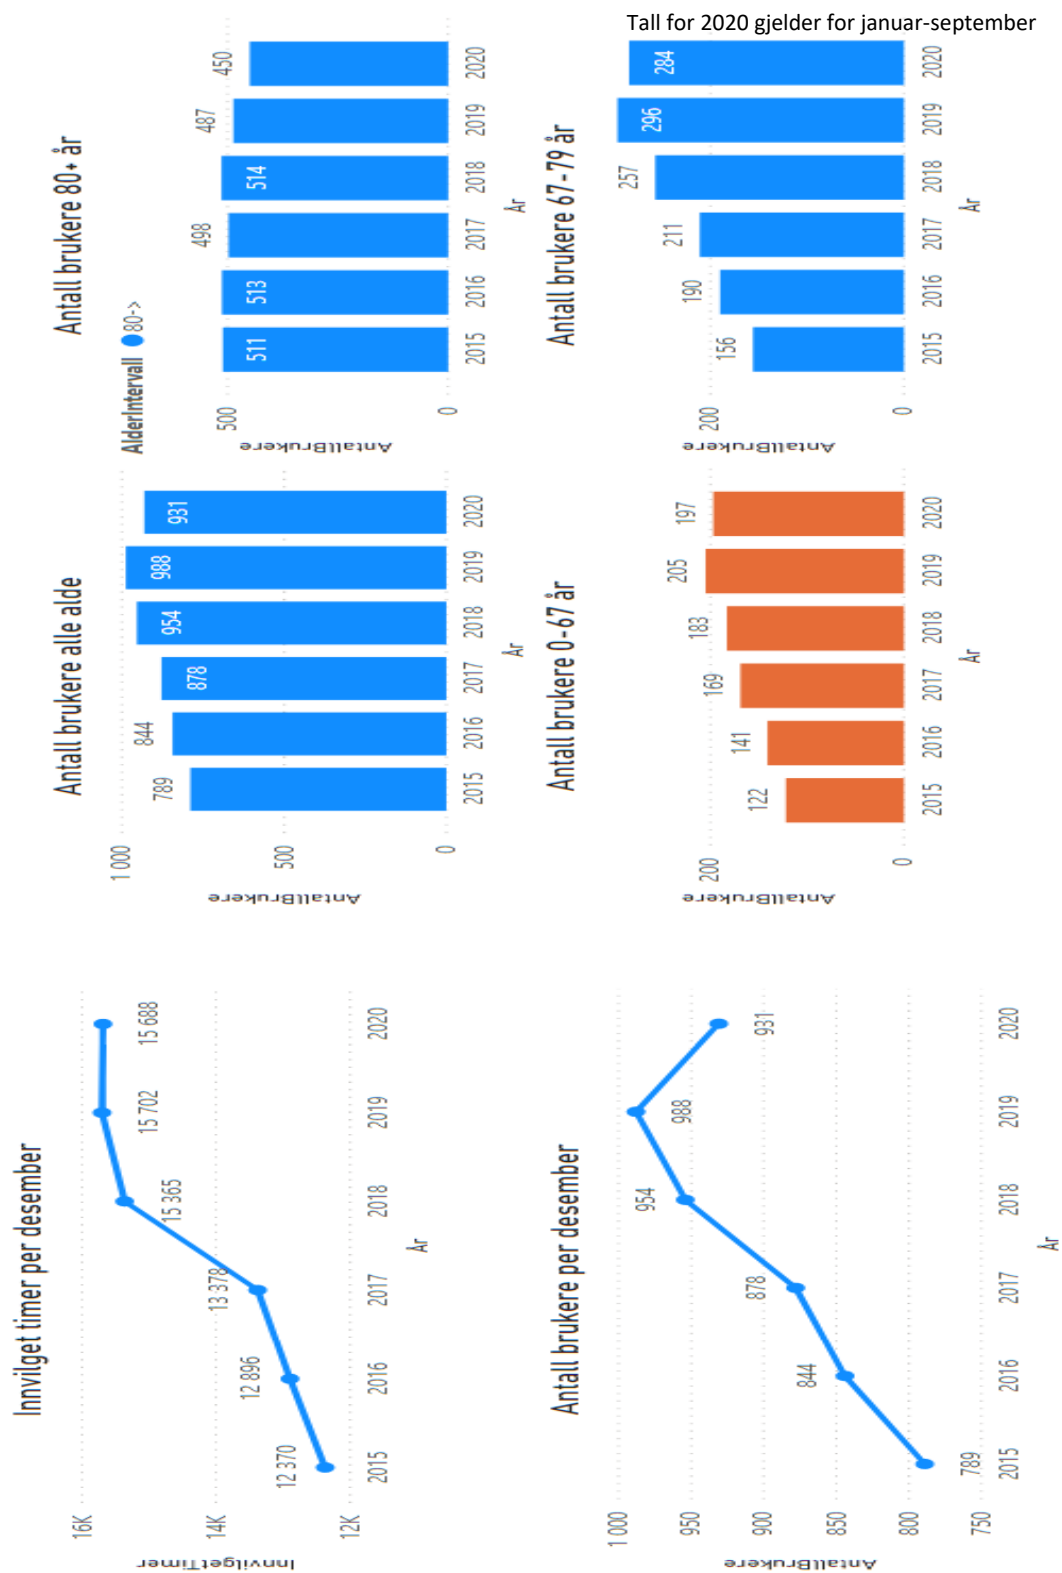 Tall for 2020 gjelder for januar-september
Innvilget timer per desember
InnvilgetTimer
16K
14K
12K
12 370
12 896
13 378
15 365
15 702
15 688
2015 2016 2017 2018 2019 2020
År
Antall brukere alle alde
AntallBrukere
1 000
500
0
789
844
878
954
988
931
2015 2016 2017 2018 2019 2020
År
Antall brukere 80+ år
AlderIntervall 80->
AntallBrukere
500
0
511
513
498
514
487
450
2015 2016 2017 2018 2019 2020
År
Antall brukere per desember
AntallBrukere
1 000
950
900
850
800
750
789
844
878
954
988
931
2015 2016 2017 2018 2019 2020
År
Antall brukere 0-67 år
AntallBrukere
200
0
122
141
169
183
205
197
2015 2016 2017 2018 2019 2020
År
Antall brukere 67-79 år
AntallBrukere
200
0
156
190
211
257
296
284
2015 2016 2017 2018 2019 2020
År